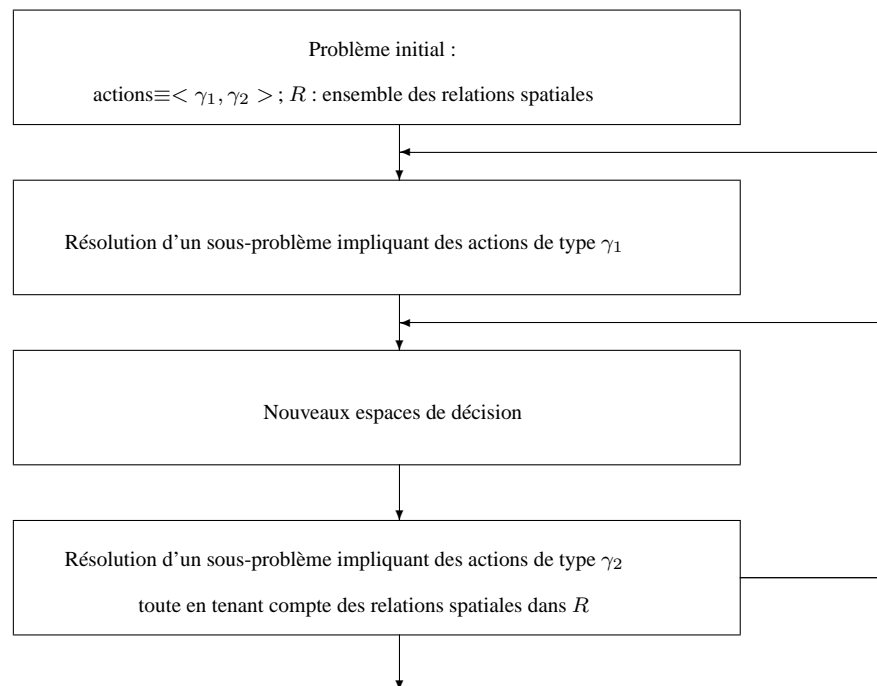 Problème initial :
actions≡< γ₁, γ₂ > ; R : ensemble des relations spatiales
Résolution d'un sous-problème impliquant des actions de type γ₁
Nouveaux espaces de décision
Résolution d'un sous-problème impliquant des actions de type γ₂
toute en tenant compte des relations spatiales dans R